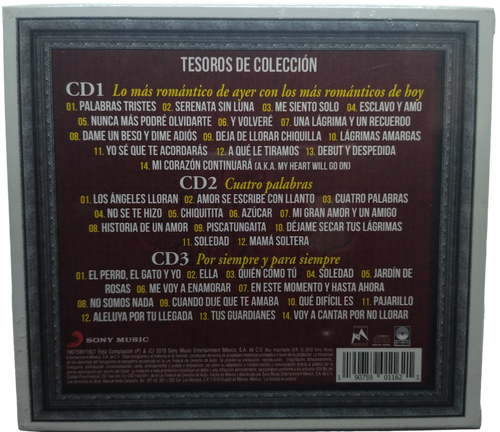 TESOROS DE COLECCIÓN
CD1 Lo más romántico de ayer con los más románticos de hoy
01. PALABRAS TRISTES 02. SERENATA SIN LUNA 03. ME SIENTO SOLO 04. ESCLAVO Y AMO
05. NUNCA MÁS PODRÉ OLVIDARTE 06. Y VOLVERÉ 07. UNA LÁGRIMA Y UN RECUERDO
08. DAME UN BESO Y DIME ADIÓS 09. DEJA DE LLORAR CHIQUILLA 10. LÁGRIMAS AMARGAS
11. YO SÉ QUE TE ACORDARÁS 12. A QUÉ LE TIRAMOS 13. DEBUT Y DESPEDIDA
14. MI CORAZÓN CONTINUARÁ (A.K.A. MY HEART WILL GO ON)
CD2 Cuatro palabras
01. LOS ÁNGELES LLORAN 02. AMOR SE ESCRIBE CON LLANTO 03. CUATRO PALABRAS
04. NO SE TE HIZO 05. CHIQUITITA 06. AZÚCAR 07. MI GRAN AMOR Y UN AMIGO
08. HISTORIA DE UN AMOR 09. PISCATUNGAITA 10. DÉJAME SECAR TUS LÁGRIMAS
11. SOLEDAD 12. MAMÁ SOLTERA
CD3 Por siempre y para siempre
01. EL PERRO, EL GATO Y YO 02. ELLA 03. QUIÉN COMO TÚ 04. SOLEDAD 05. JARDÍN DE
ROSAS 06. ME VOY A ENAMORAR 07. EN ESTE MOMENTO Y HASTA AHORA
08. NO SOMOS NADA 09. CUANDO DIJE QUE TE AMABA 10. QUÉ DIFÍCIL ES 11. PAJARILLO
12. ALELUYA POR TU LLEGADA 13. TUS GUARDIANES 14. VOY A CANTAR POR NO LLORAR
SONY MUSIC
1 90759 01162 1